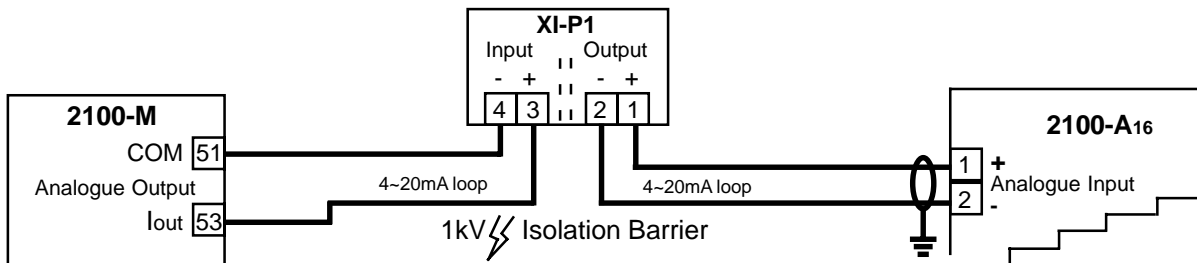 XI-P1
Input Output
- + - +
4 3 2 1
2100-M
COM 51
Analogue Output
Iout 53
4~20mA loop
4~20mA loop
1kV Isolation Barrier
2100-A16
1 +
Analogue Input
2 -